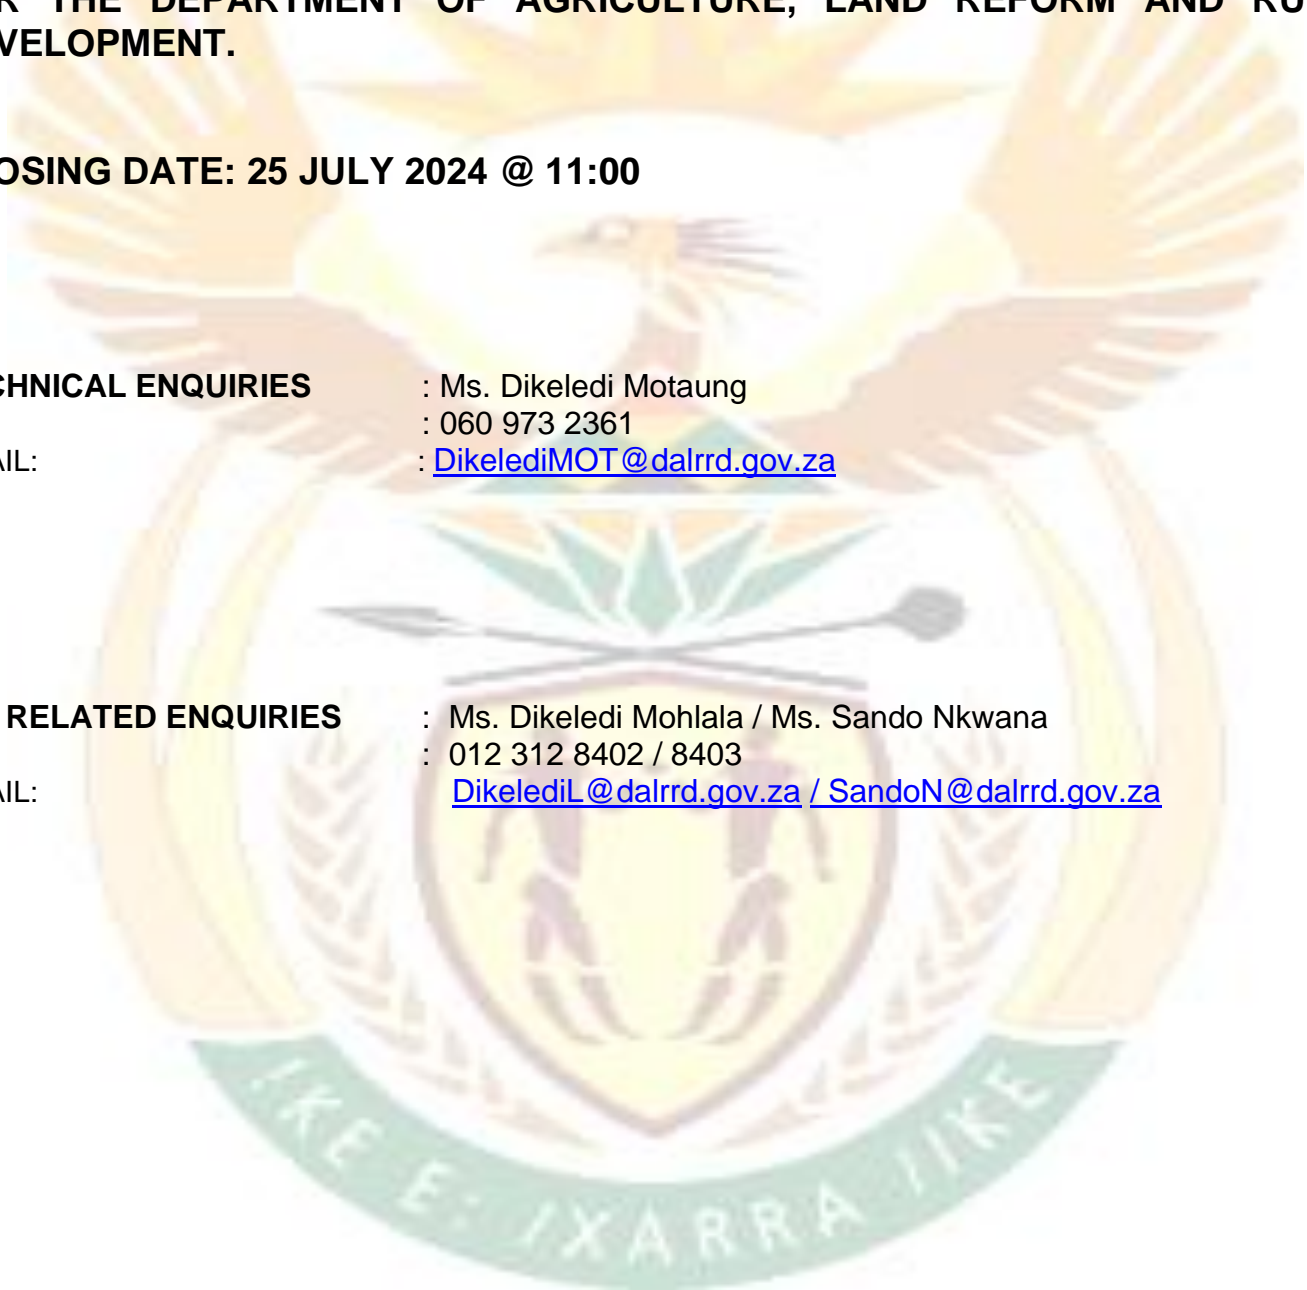 R THE DEPARTMENT OF AGRICULTURE, LAND REFORM AND RU
VELOPMENT.
OSING DATE: 25 JULY 2024 @ 11:00
CHNICAL ENQUIRIES : Ms. Dikeledi Motaung
: 060 973 2361
AIL: : DikelediMOT@dalrrd.gov.za
RELATED ENQUIRIES : Ms. Dikeledi Mohlala / Ms. Sando Nkwana
: 012 312 8402 / 8403
AIL: DikelediL@dalrrd.gov.za / SandoN@dalrrd.gov.za
!KE E: /XARRA //KE